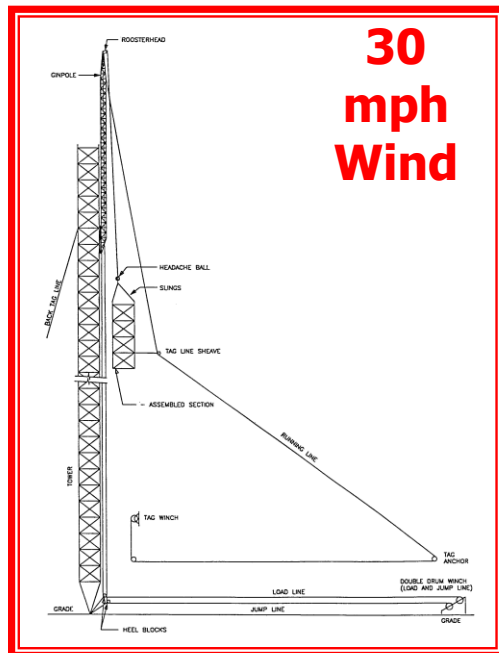 30
mph
Wind
ROOSTERHEAD
GINPOLE
HEADACHE BALL
SLINGS
BACK TAG LINE
TAG LINE SHEAVE
ASSEMBLED SECTION
RUNNING LINE
TOWER
TAG WINCH
TAG
ANCHOR
DOUBLE DRUM WINCH
(LOAD AND JUMP LINE)
LOAD LINE
GRADE
JUMP LINE
GRADE
HEEL BLOCKS